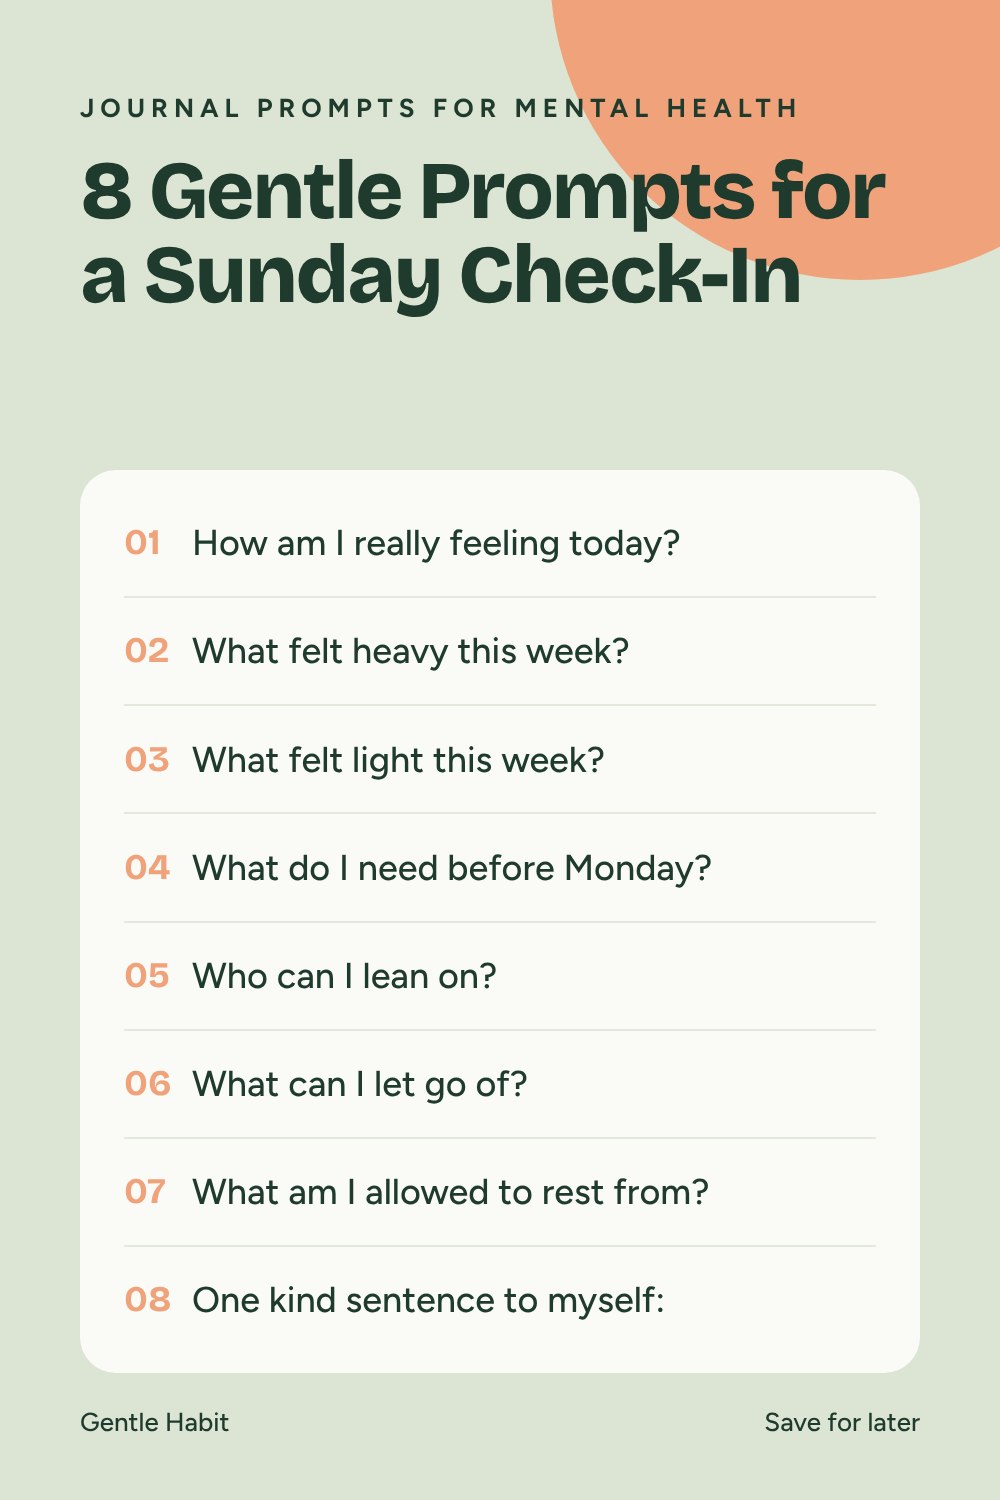 JOURNAL PROMPTS FOR MENTAL HEALTH
8 Gentle Prompts for
a Sunday Check-In
01 How am I really feeling today?
02 What felt heavy this week?
03 What felt light this week?
04 What do I need before Monday?
05 Who can I lean on?
06 What can I let go of?
07 What am I allowed to rest from?
08 One kind sentence to myself:
Gentle Habit
Save for later